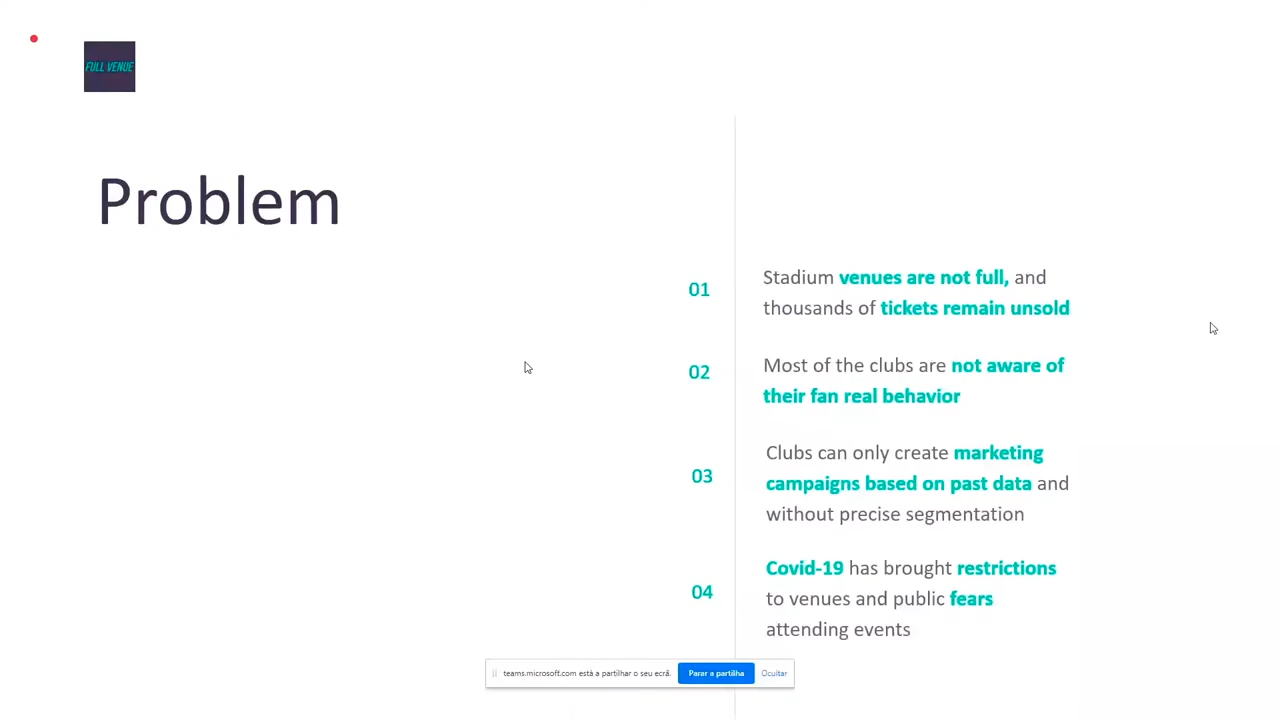 FULL VENUE
Problem
01
Stadium venues are not full, and
thousands of tickets remain unsold
02
Most of the clubs are not aware of
their fan real behavior
03
Clubs can only create marketing
campaigns based on past data and
without precise segmentation
04
Covid-19 has brought restrictions
to venues and public fears
attending events
teams.microsoft.com está a partilhar o seu ecrã. Parar a partilha Ocultar